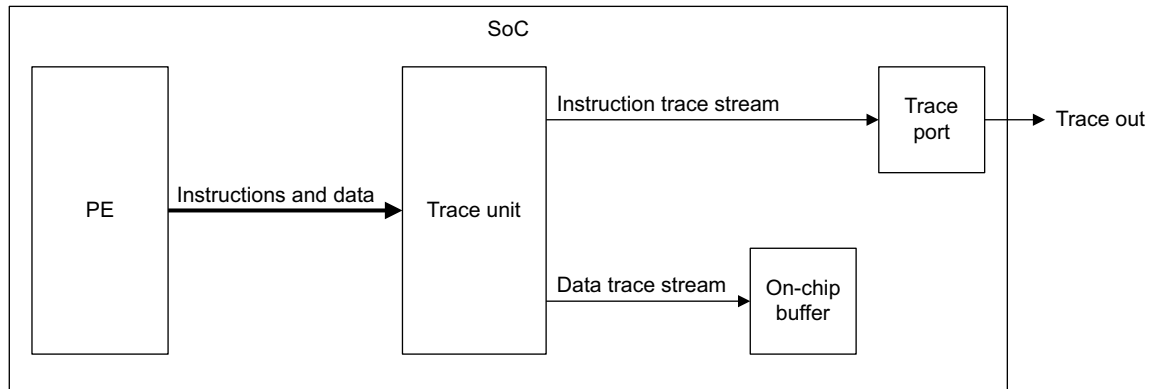 SoC
PE
Instructions and data
Trace unit
Instruction trace stream
Trace
port
Trace out
Data trace stream
On-chip
buffer